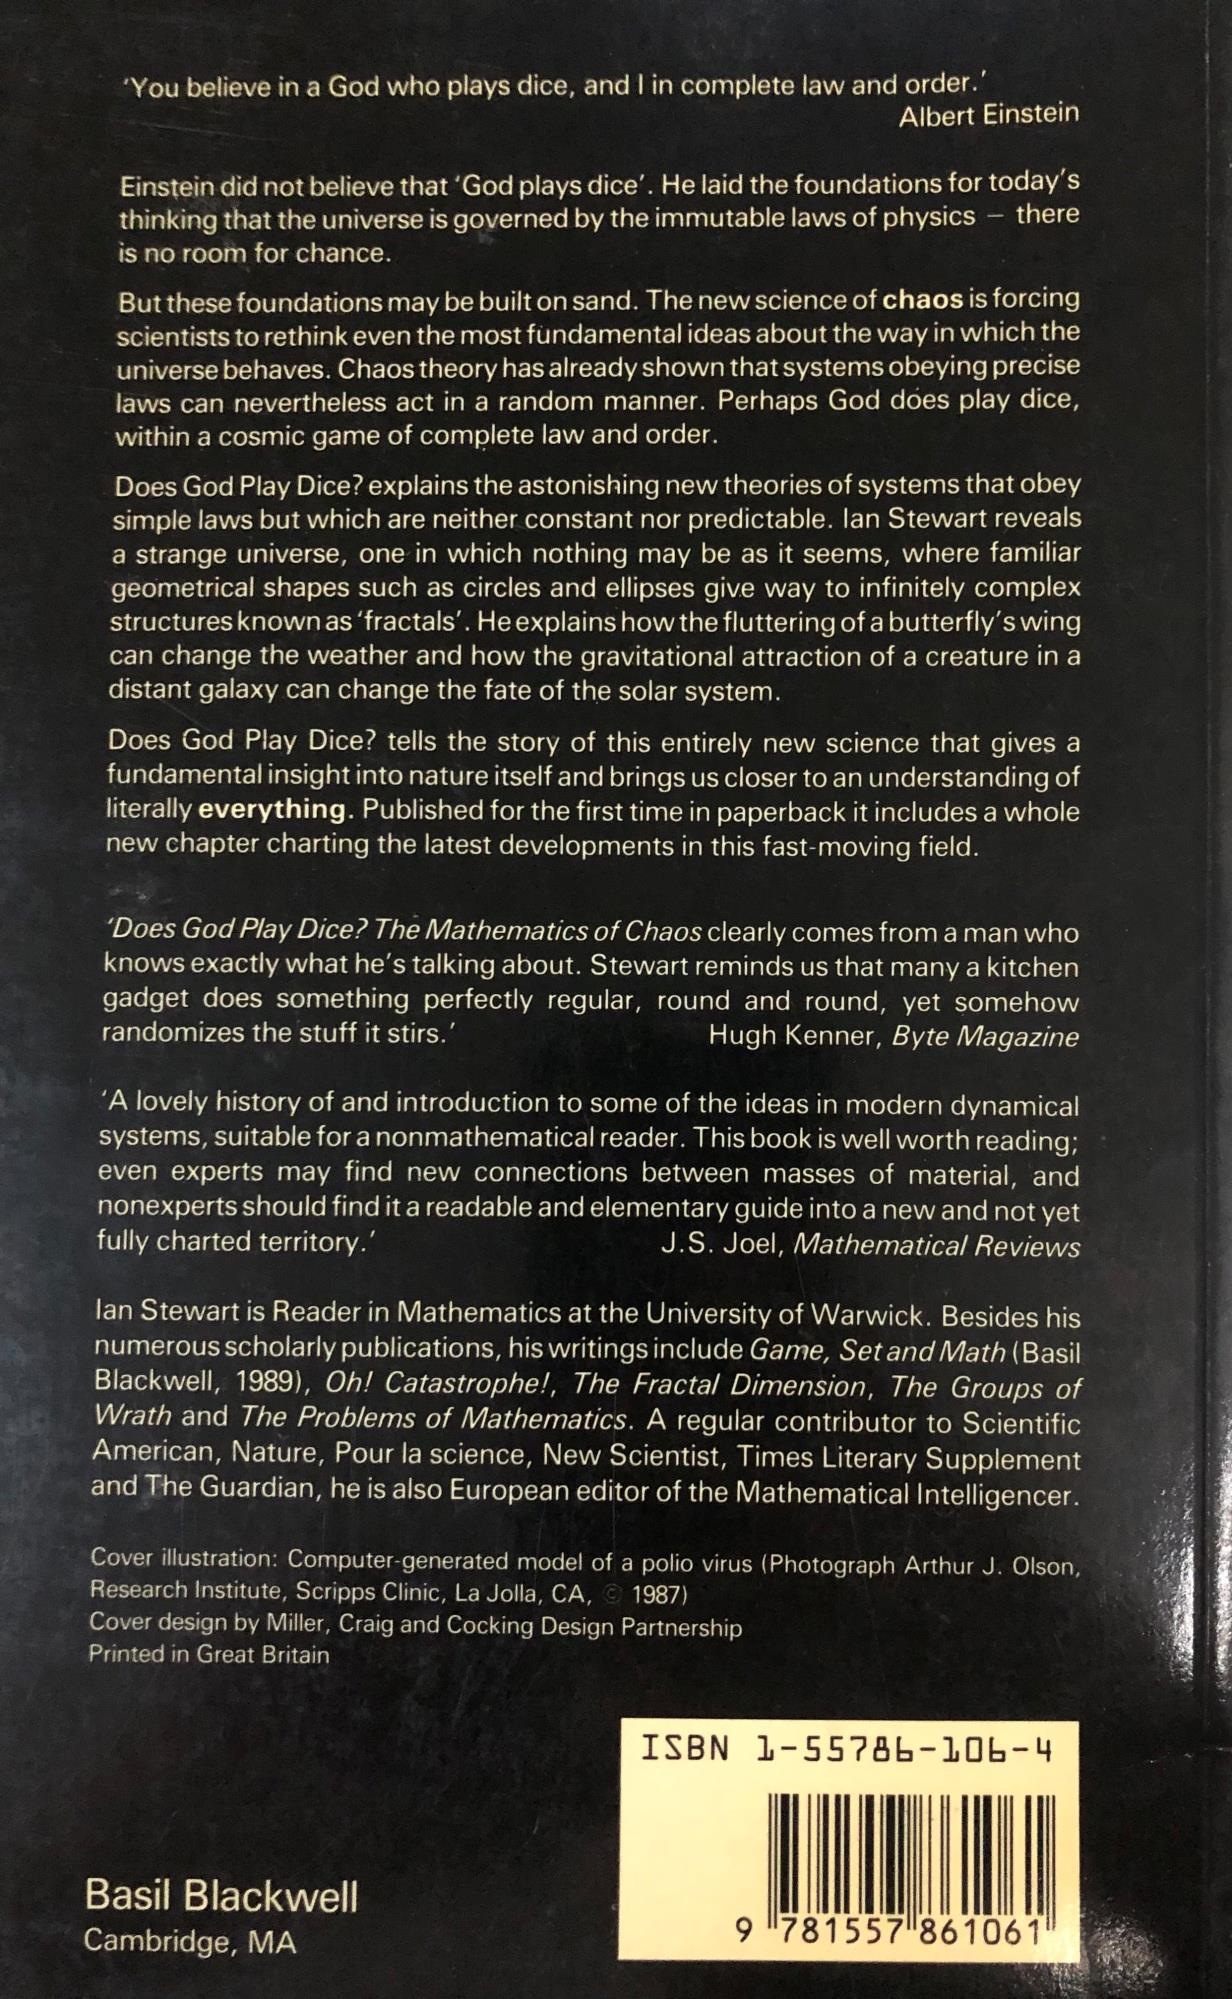 'You believe in a God who plays dice, and I in complete law and order.'
Albert Einstein
Einstein did not believe that 'God plays dice'. He laid the foundations for today's
thinking that the universe is governed by the immutable laws of physics – there
is no room for chance.
But these foundations may be built on sand. The new science of chaos is forcing
scientists to rethink even the most fundamental ideas about the way in which the
universe behaves. Chaos theory has already shown that systems obeying precise
laws can nevertheless act in a random manner. Perhaps God does play dice,
within a cosmic game of complete law and order.
Does God Play Dice? explains the astonishing new theories of systems that obey
simple laws but which are neither constant nor predictable. Ian Stewart reveals
a strange universe, one in which nothing may be as it seems, where familiar
geometrical shapes such as circles and ellipses give way to infinitely complex
structures known as 'fractals'. He explains how the fluttering of a butterfly's wing
can change the weather and how the gravitational attraction of a creature in a
distant galaxy can change the fate of the solar system.
Does God Play Dice? tells the story of this entirely new science that gives a
fundamental insight into nature itself and brings us closer to an understanding of
literally everything. Published for the first time in paperback it includes a whole
new chapter charting the latest developments in this fast-moving field.
'Does God Play Dice? The Mathematics of Chaos clearly comes from a man who
knows exactly what he's talking about. Stewart reminds us that many a kitchen
gadget does something perfectly regular, round and round, yet somehow
randomizes the stuff it stirs.' Hugh Kenner, Byte Magazine
'A lovely history of and introduction to some of the ideas in modern dynamical
systems, suitable for a nonmathematical reader. This book is well worth reading;
even experts may find new connections between masses of material, and
nonexperts should find it a readable and elementary guide into a new and not yet
fully charted territory.' J.S. Joel, Mathematical Reviews
Ian Stewart is Reader in Mathematics at the University of Warwick. Besides his
numerous scholarly publications, his writings include Game, Set and Math (Basil
Blackwell, 1989), Oh! Catastrophe!, The Fractal Dimension, The Groups of
Wrath and The Problems of Mathematics. A regular contributor to Scientific
American, Nature, Pour la science, New Scientist, Times Literary Supplement
and The Guardian, he is also European editor of the Mathematical Intelligencer.
Cover illustration: Computer-generated model of a polio virus (Photograph Arthur J. Olson,
Research Institute, Scripps Clinic, La Jolla, CA, © 1987)
Cover design by Miller, Craig and Cocking Design Partnership
Printed in Great Britain
ISBN 1-55786-106-4
9 781557 861061
Basil Blackwell
Cambridge, MA